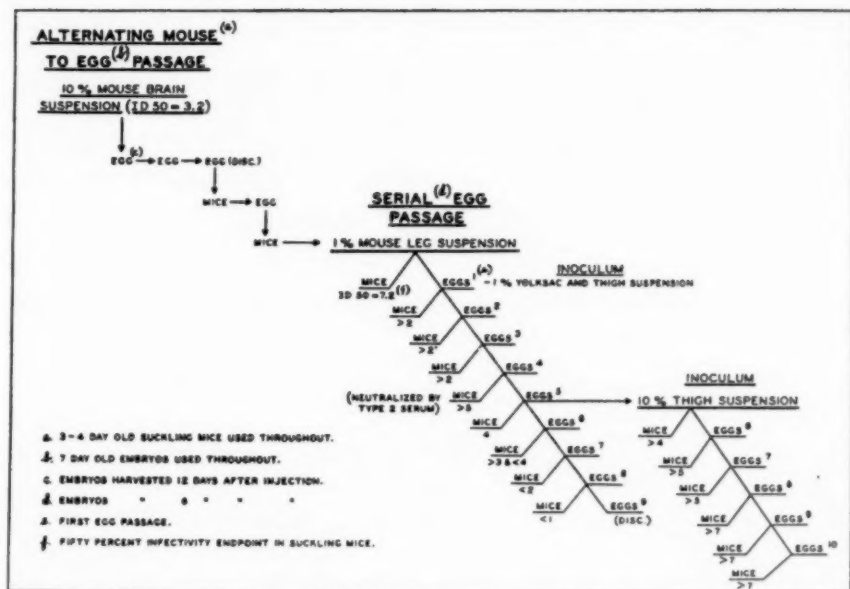 ALTERNATING MOUSE (a)
TO EGG (b) PASSAGE
10 % MOUSE BRAIN
SUSPENSION (ID 50 = 3.2)
EGG (c) → EGG → EGG (DISC.)
MICE → EGG
MICE →
SERIAL (d) EGG
PASSAGE
1 % MOUSE LEG SUSPENSION
INOCULUM
MICE
ID 50 = 7.2 (f)
EGGS 1 (e)
- 1 % YOLKSAC AND THIGH SUSPENSION
MICE
>2
EGGS 2
MICE
>2
EGGS 3
MICE
>2
EGGS 4
MICE
>5
(NEUTRALIZED BY
TYPE 2 SERUM)
EGGS 5
INOCULUM
10 % THIGH SUSPENSION
MICE
4
EGGS 6
MICE
>3 & <4
EGGS 7
MICE
<2
EGGS 8
MICE
<1
EGGS 9
(DISC.)
MICE
>4
EGGS 6
MICE
>5
EGGS 7
MICE
>5
EGGS 8
MICE
>7
EGGS 9
MICE
>7
EGGS 10
MICE
>7
a. 3-4 DAY OLD SUCKLING MICE USED THROUGHOUT.
b. 7 DAY OLD EMBRYOS USED THROUGHOUT.
c. EMBRYOS HARVESTED 12 DAYS AFTER INJECTION.
d. EMBRYOS " 8 " " "
e. FIRST EGG PASSAGE.
f. FIFTY PERCENT INFECTIVITY ENDPOINT IN SUCKLING MICE.